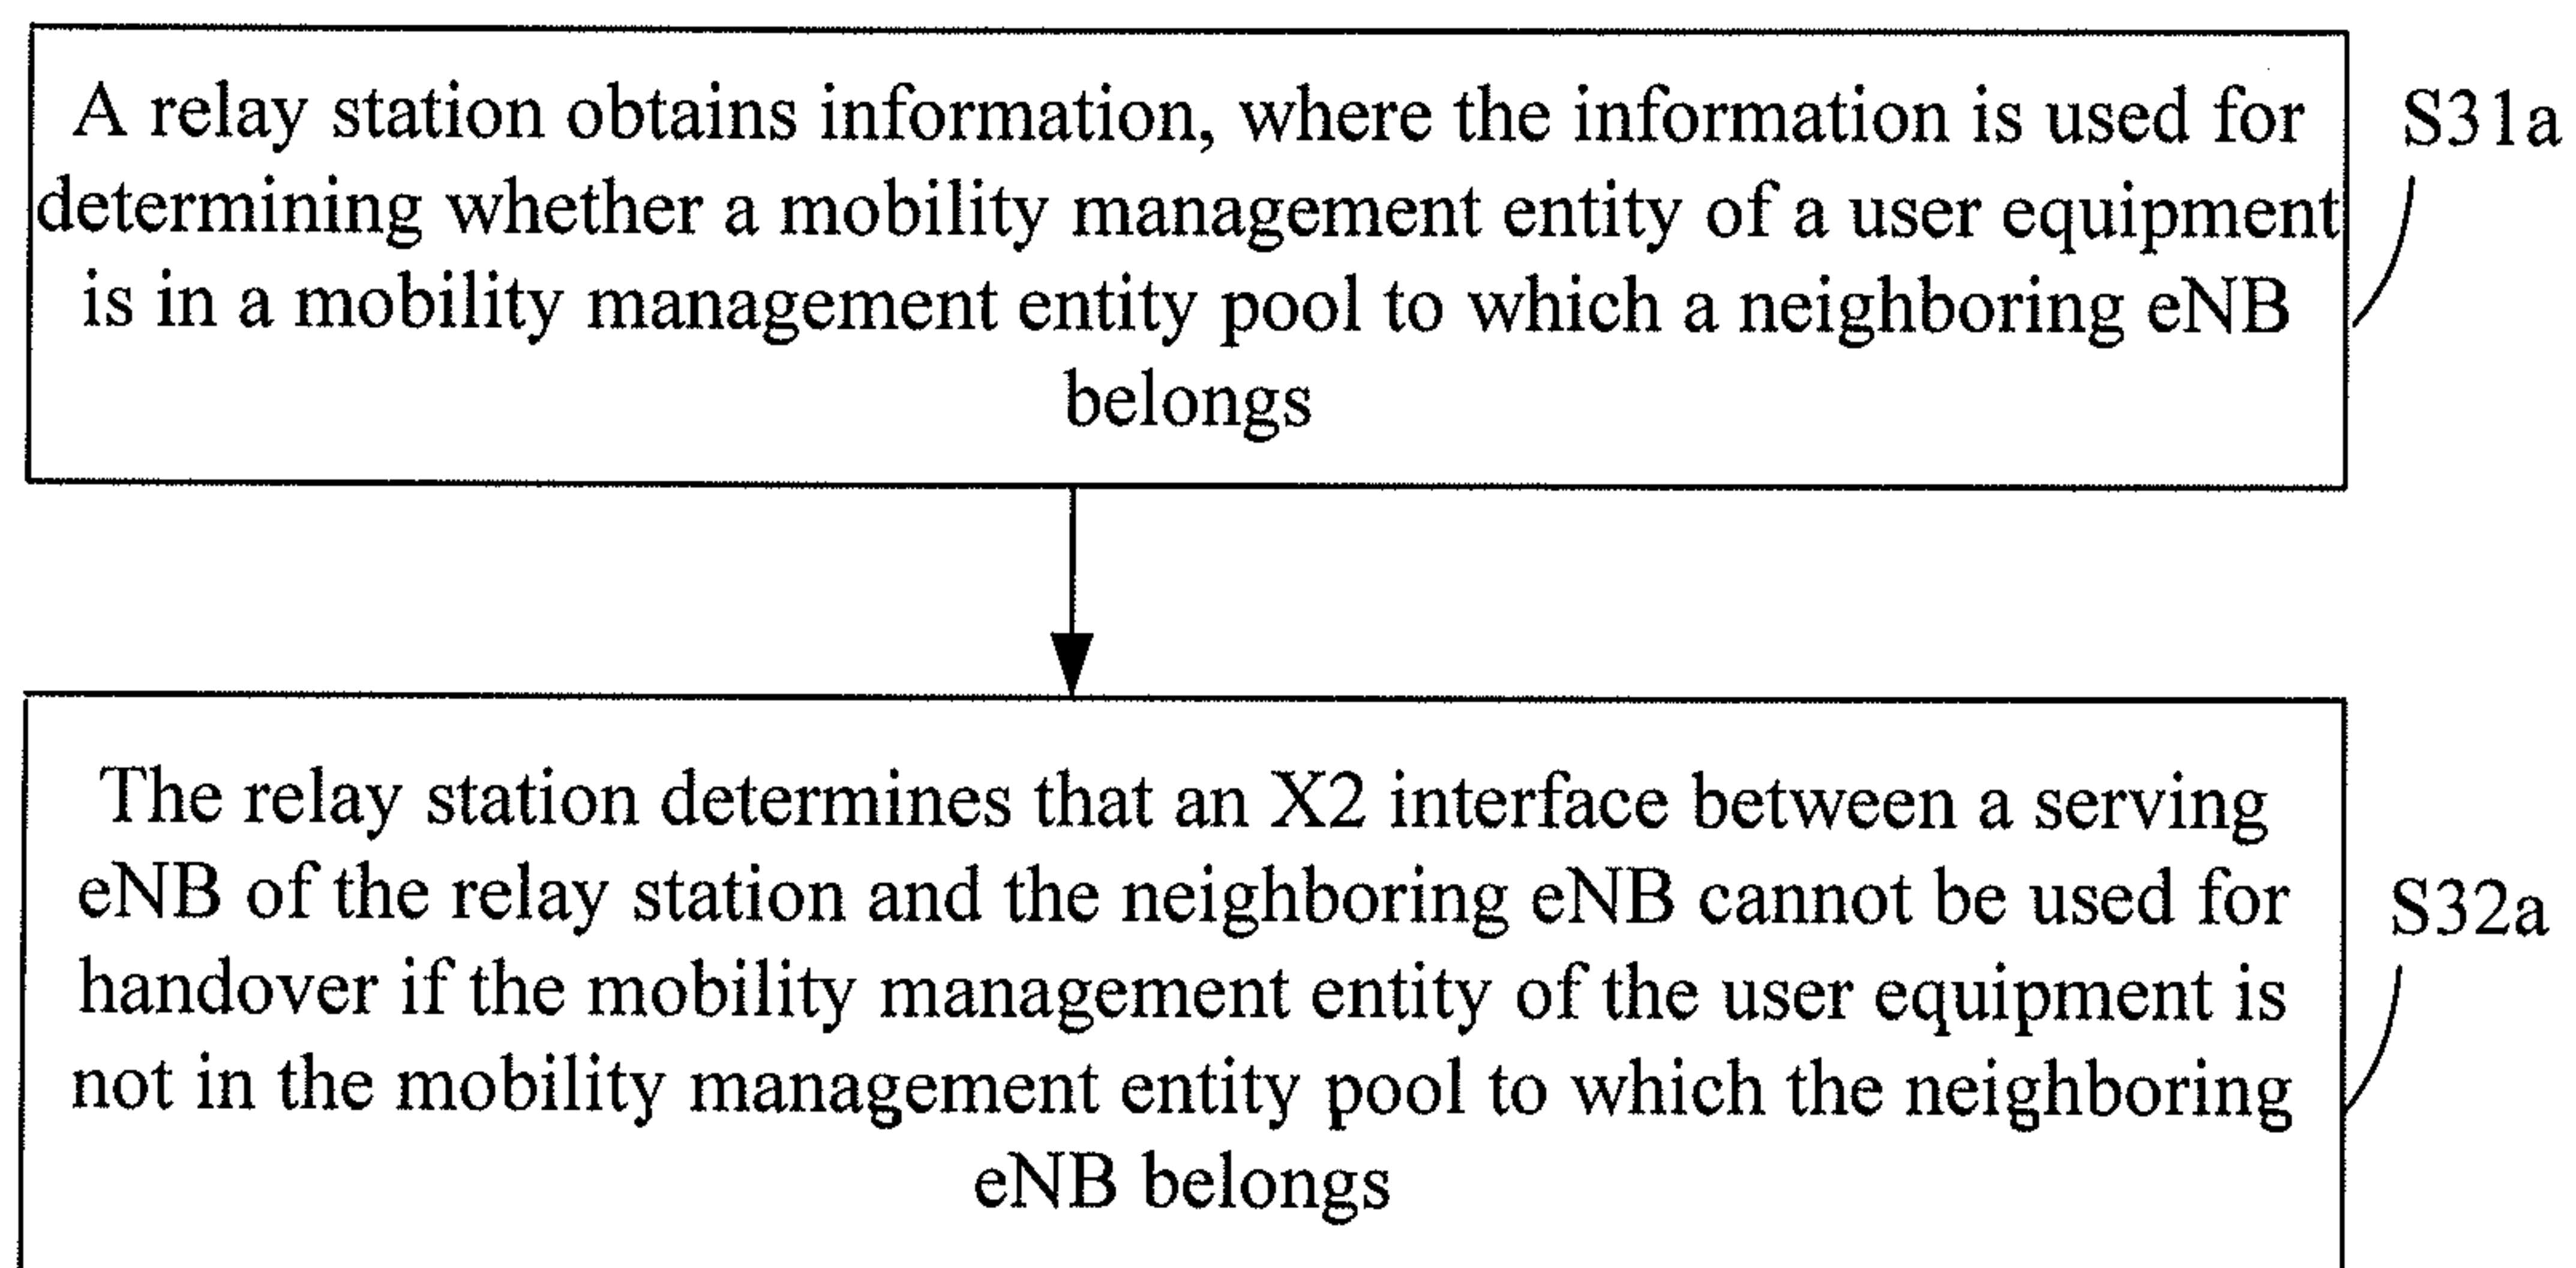 A relay station obtains information, where the information is used for
determining whether a mobility management entity of a user equipment
is in a mobility management entity pool to which a neighboring eNB
belongs
S31a
The relay station determines that an X2 interface between a serving
eNB of the relay station and the neighboring eNB cannot be used for
handover if the mobility management entity of the user equipment is
not in the mobility management entity pool to which the neighboring
eNB belongs
S32a